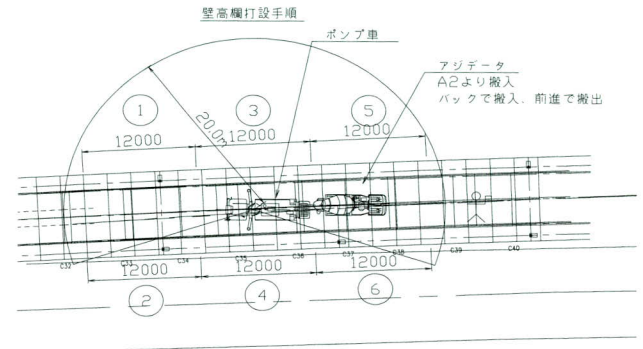 壁高欄打設手順
ポンプ車
アジデータ
A2より搬入
バックで搬入、前進で搬出
① ③ ⑤
20.0m
12000 12000 12000
C32 C33 C34 C35 C36 C37 C38 C39 C40
12000 12000 12000
② ④ ⑥